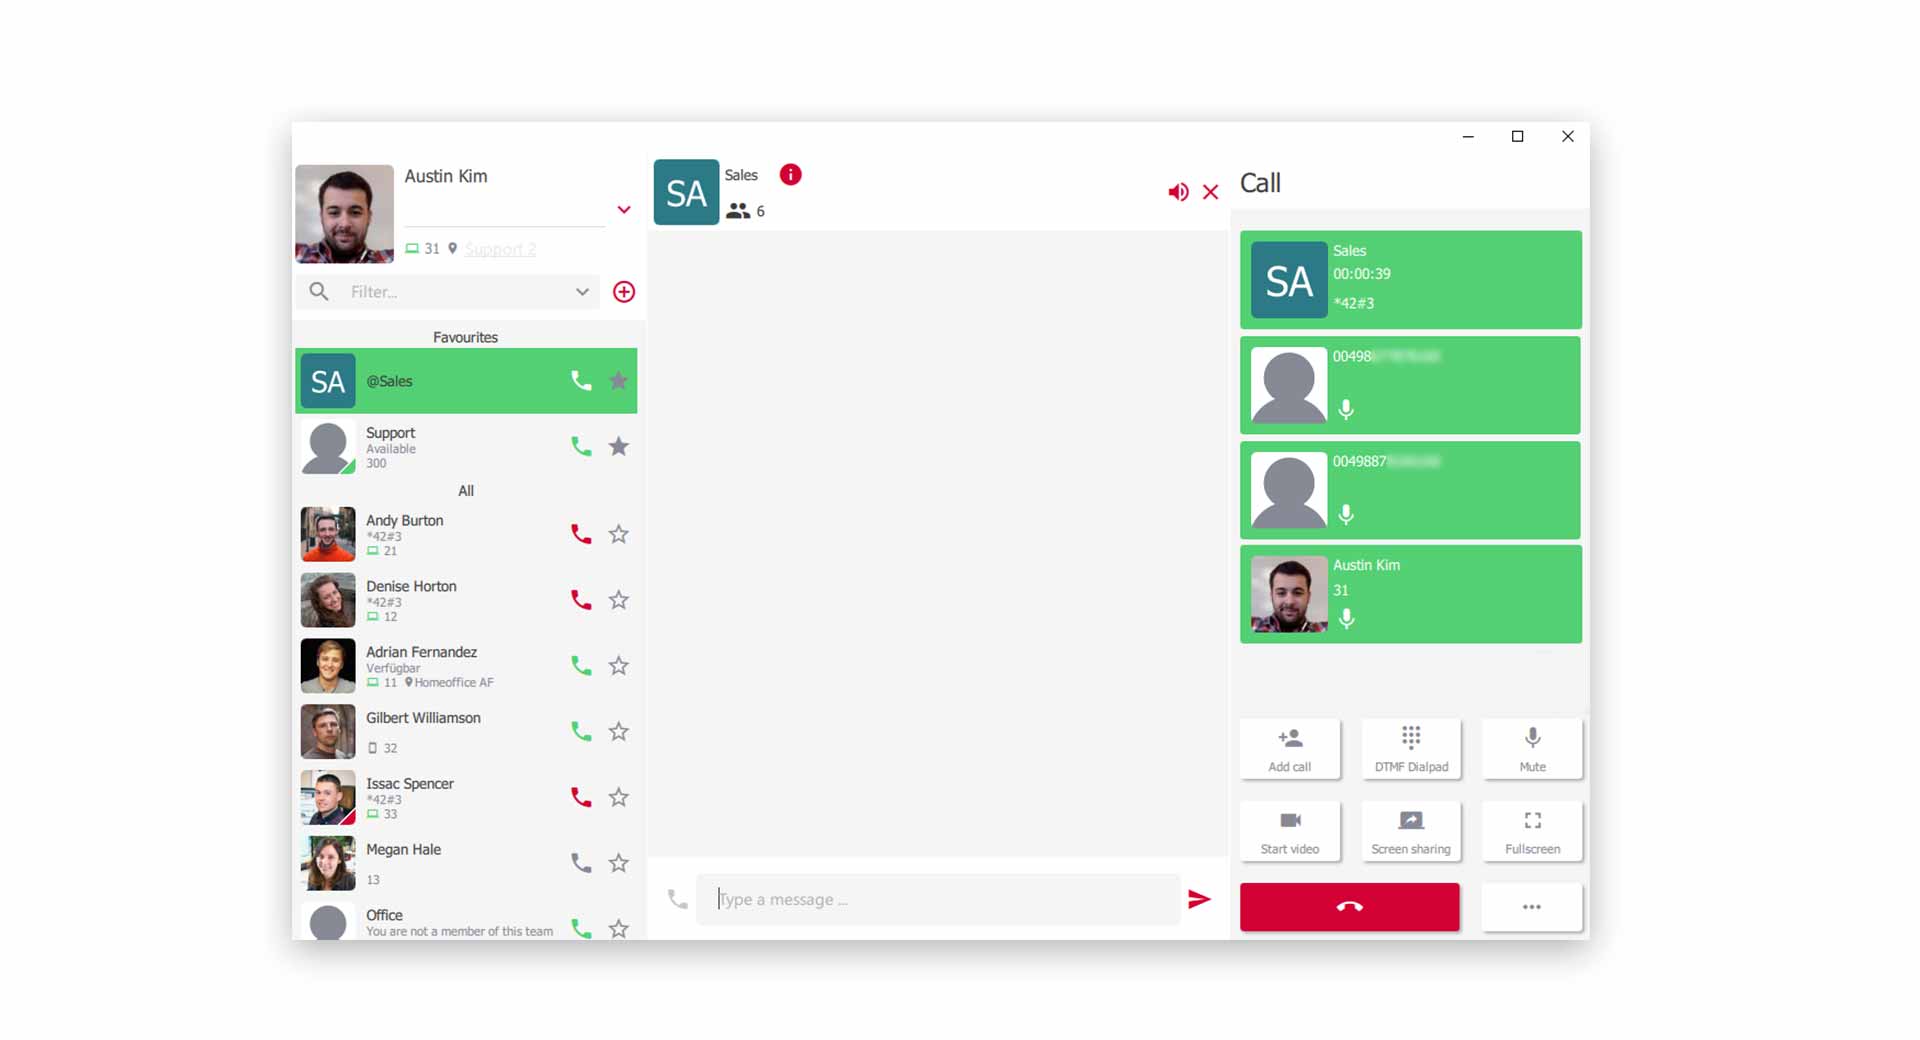 Austin Kim
31 Support 2
Filter...
Favourites
SA @Sales
Support
Available
300
All
Andy Burton
*42#3
21
Denise Horton
*42#3
12
Adrian Fernandez
Verfügbar
11 Homeoffice AF
Gilbert Williamson
32
Issac Spencer
*42#3
33
Megan Hale
13
Office
You are not a member of this team
SA
Sales
6
Type a message ...
Call
SA
Sales
00:00:39
*42#3
00498
0049887
Austin Kim
31
Add call
DTMF Dialpad
Mute
Start video
Screen sharing
Fullscreen